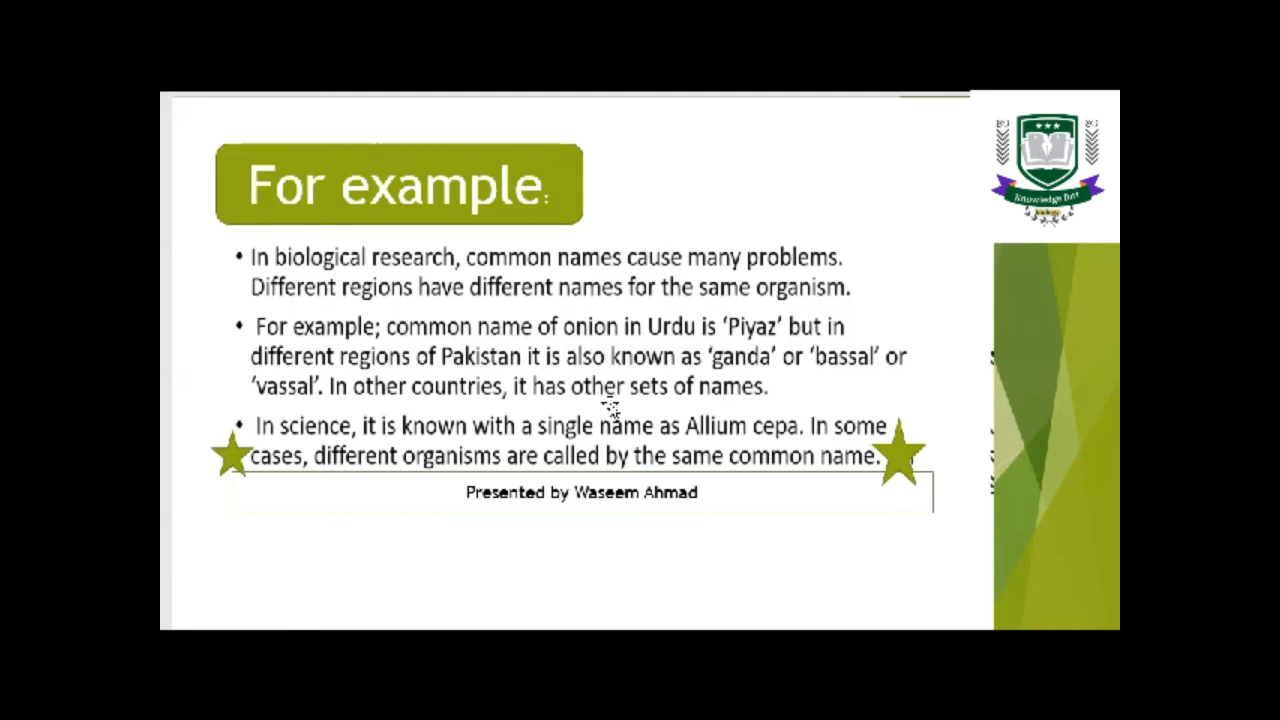 For example:
• In biological research, common names cause many problems.
Different regions have different names for the same organism.
• For example; common name of onion in Urdu is ‘Piyaz’ but in
different regions of Pakistan it is also known as ‘ganda’ or ‘bassal’ or
‘vassal’. In other countries, it has other sets of names.
• In science, it is known with a single name as Allium cepa. In some
cases, different organisms are called by the same common name.
Presented by Waseem Ahmad
Knowledge